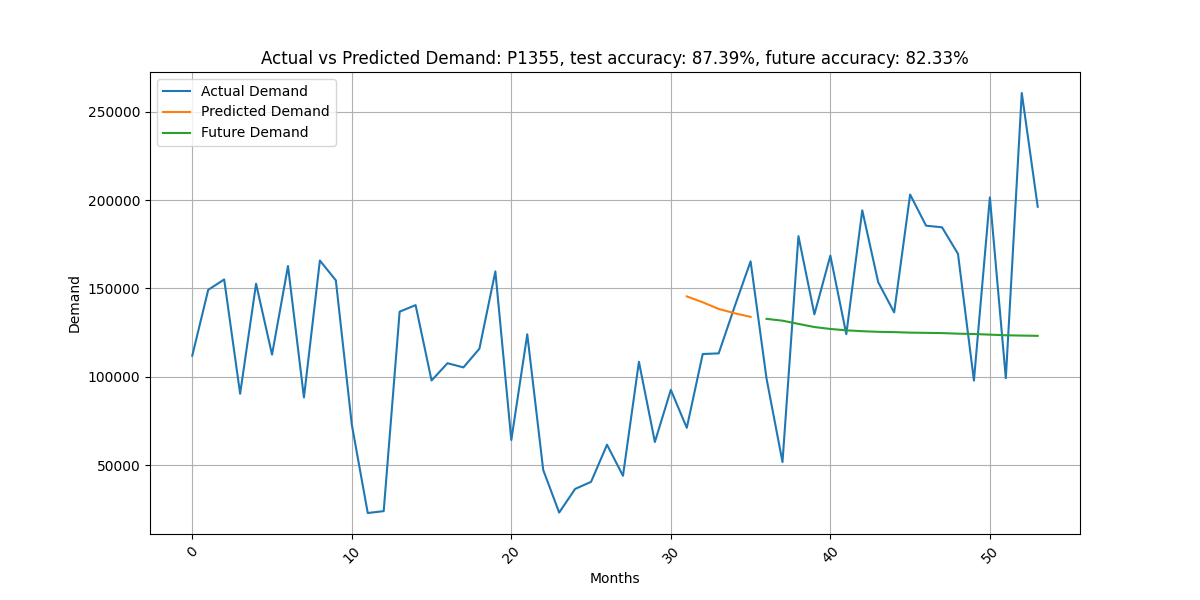 Actual vs Predicted Demand: P1355, test accuracy: 87.39%, future accuracy: 82.33%
Actual Demand
Predicted Demand
Future Demand
250000
200000
150000
100000
50000
Demand
0
10
20
30
40
50
Months